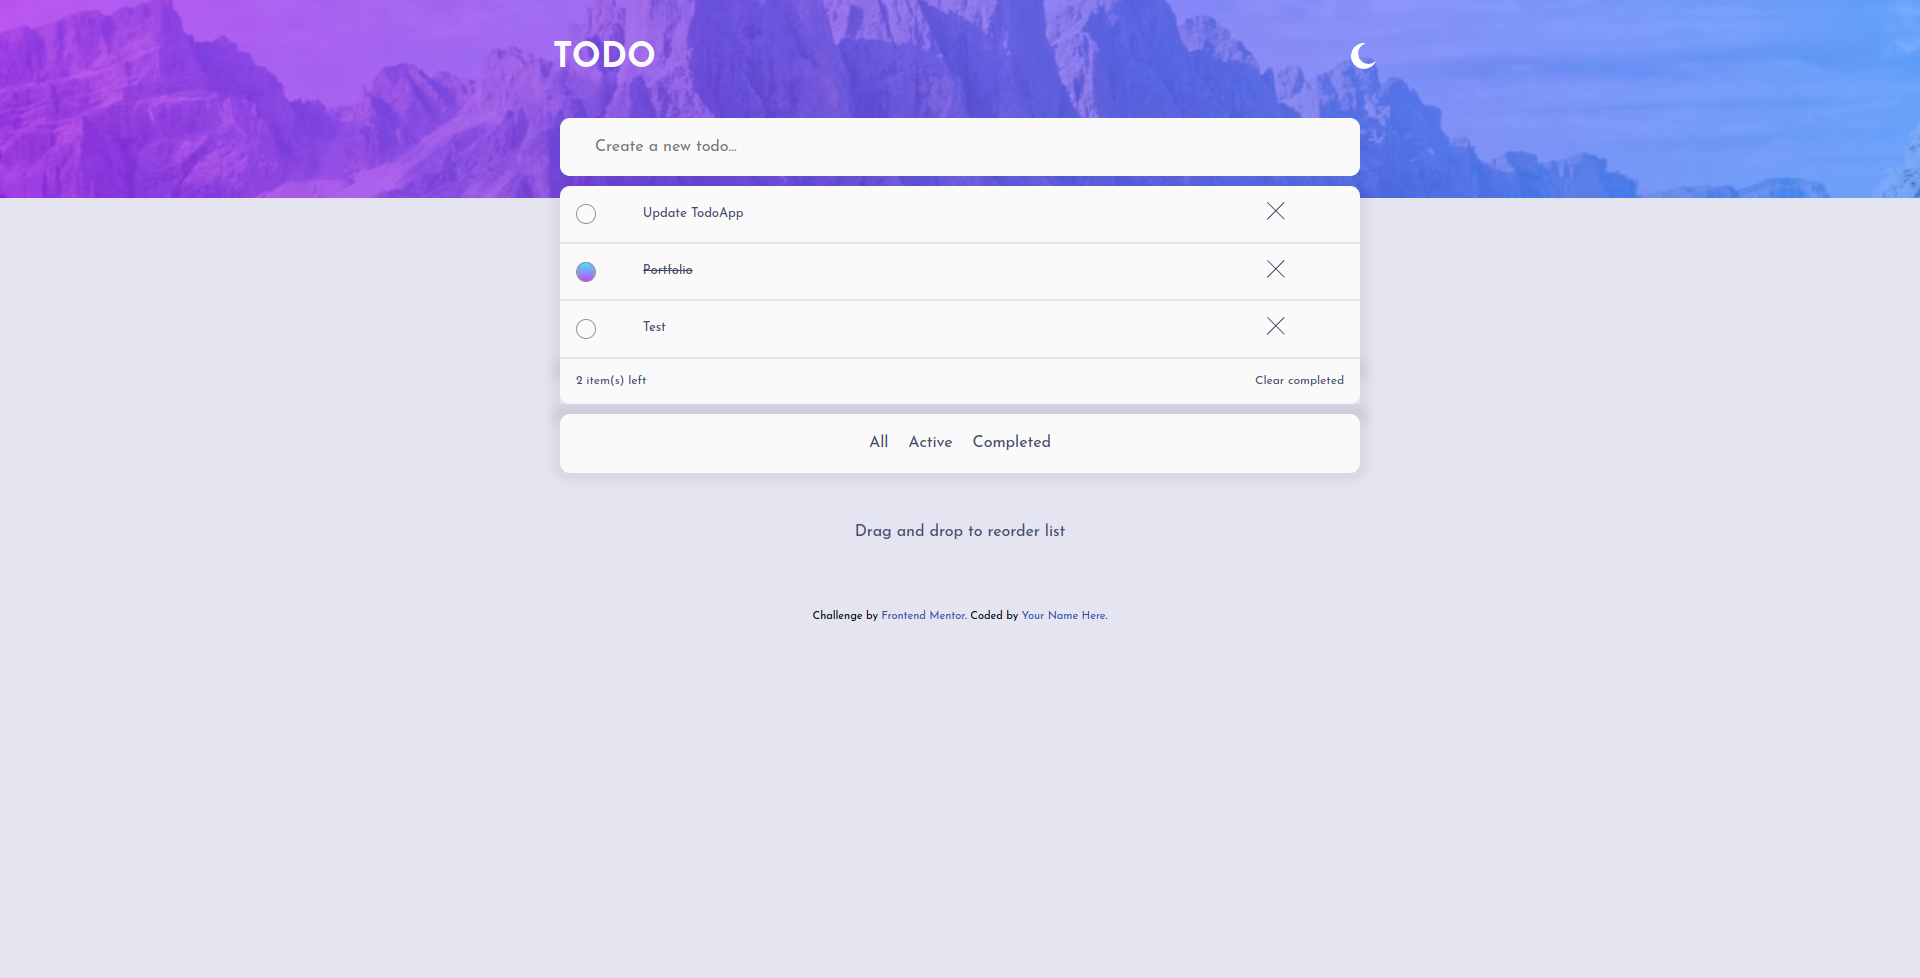 TODO
Create a new todo...
Update TodoApp
Portfolio
Test
2 item(s) left
Clear completed
All Active Completed
Drag and drop to reorder list
Challenge by Frontend Mentor. Coded by Your Name Here.